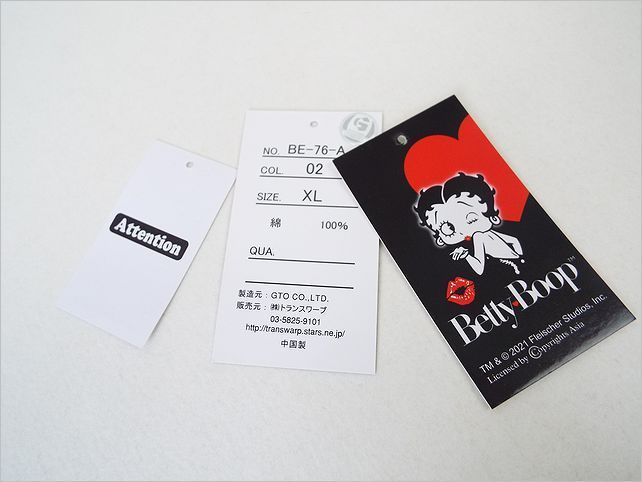 Attention
NO. BE-76-A
COL. 02
SIZE. XL
綿 100%
QUA.
製造元：GTO CO.,LTD.
販売元：㈱トランスワープ
03-5825-9101
http://transwarp.stars.ne.jp/
中国製
G
Betty Boop™
TM & © 2021 Fleischer Studios, Inc.
Licensed by Copyrights Asia